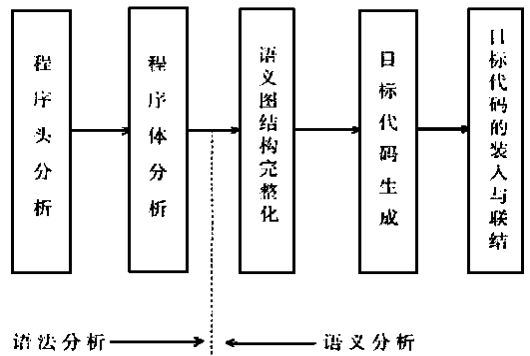 程序头分析
程序体分析
语义图结构完整化
目标代码生成
目标代码的装入与联结
语法分析
语义分析